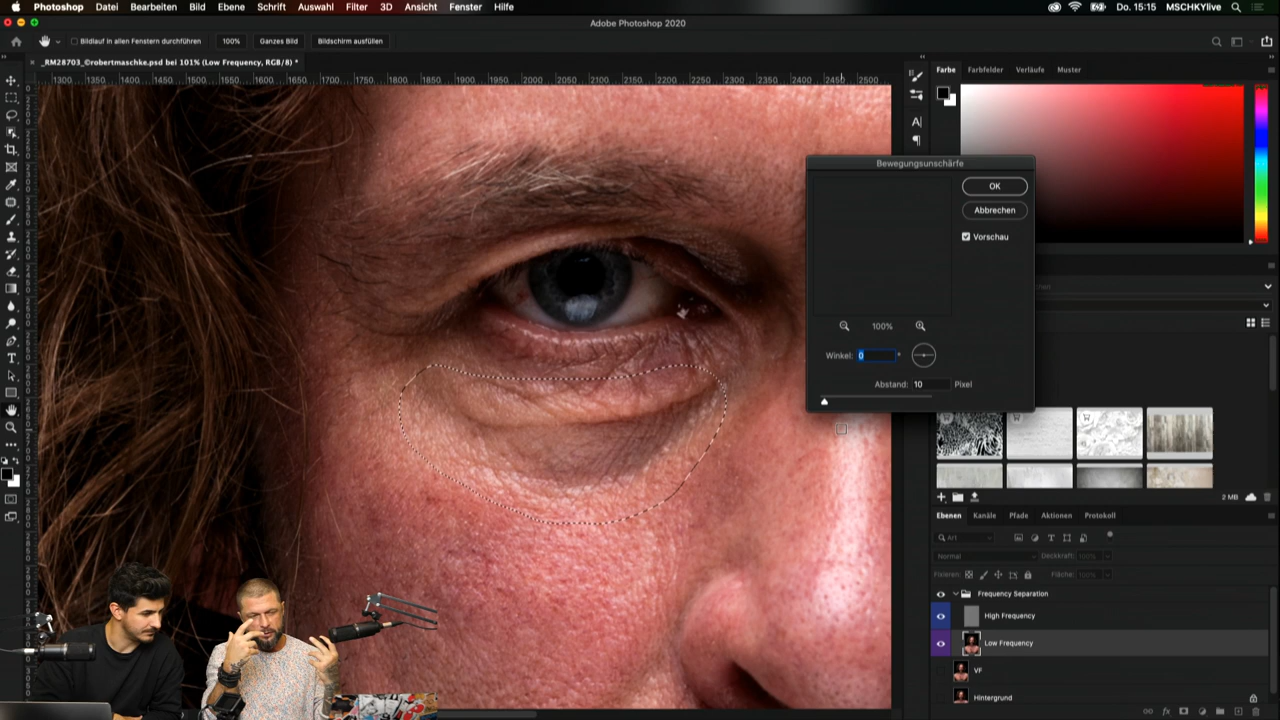 Photoshop Datei Bearbeiten Bild Ebene Schrift Auswahl Filter 3D Ansicht Fenster Hilfe Do. 15:15 MSCHKYlive
Adobe Photoshop 2020
Bildlauf in allen Fenstern durchführen 100% Ganzes Bild Bildschirm ausfüllen
_RM28703_©robertmaschke.psd bei 101% (Low Frequency, RGB/8) *
1300 1350 1400 1450 1500 1550 1600 1650 1700 1750 1800 1850 1900 1950 2000 2050 2100 2150 2200 2250 2300 2350 2400 2450 2500
Farbe Farbfelder Verläufe Muster
Bewegungsunschärfe
OK
Abbrechen
Vorschau
100%
Winkel: 0 °
Abstand: 10 Pixel
2 MB
Ebenen Kanäle Pfade Aktionen Protokoll
Art
Normal Deckkraft: 100%
Fixieren: Fläche: 100%
Frequency Separation
High Frequency
Low Frequency
VF
Hintergrund